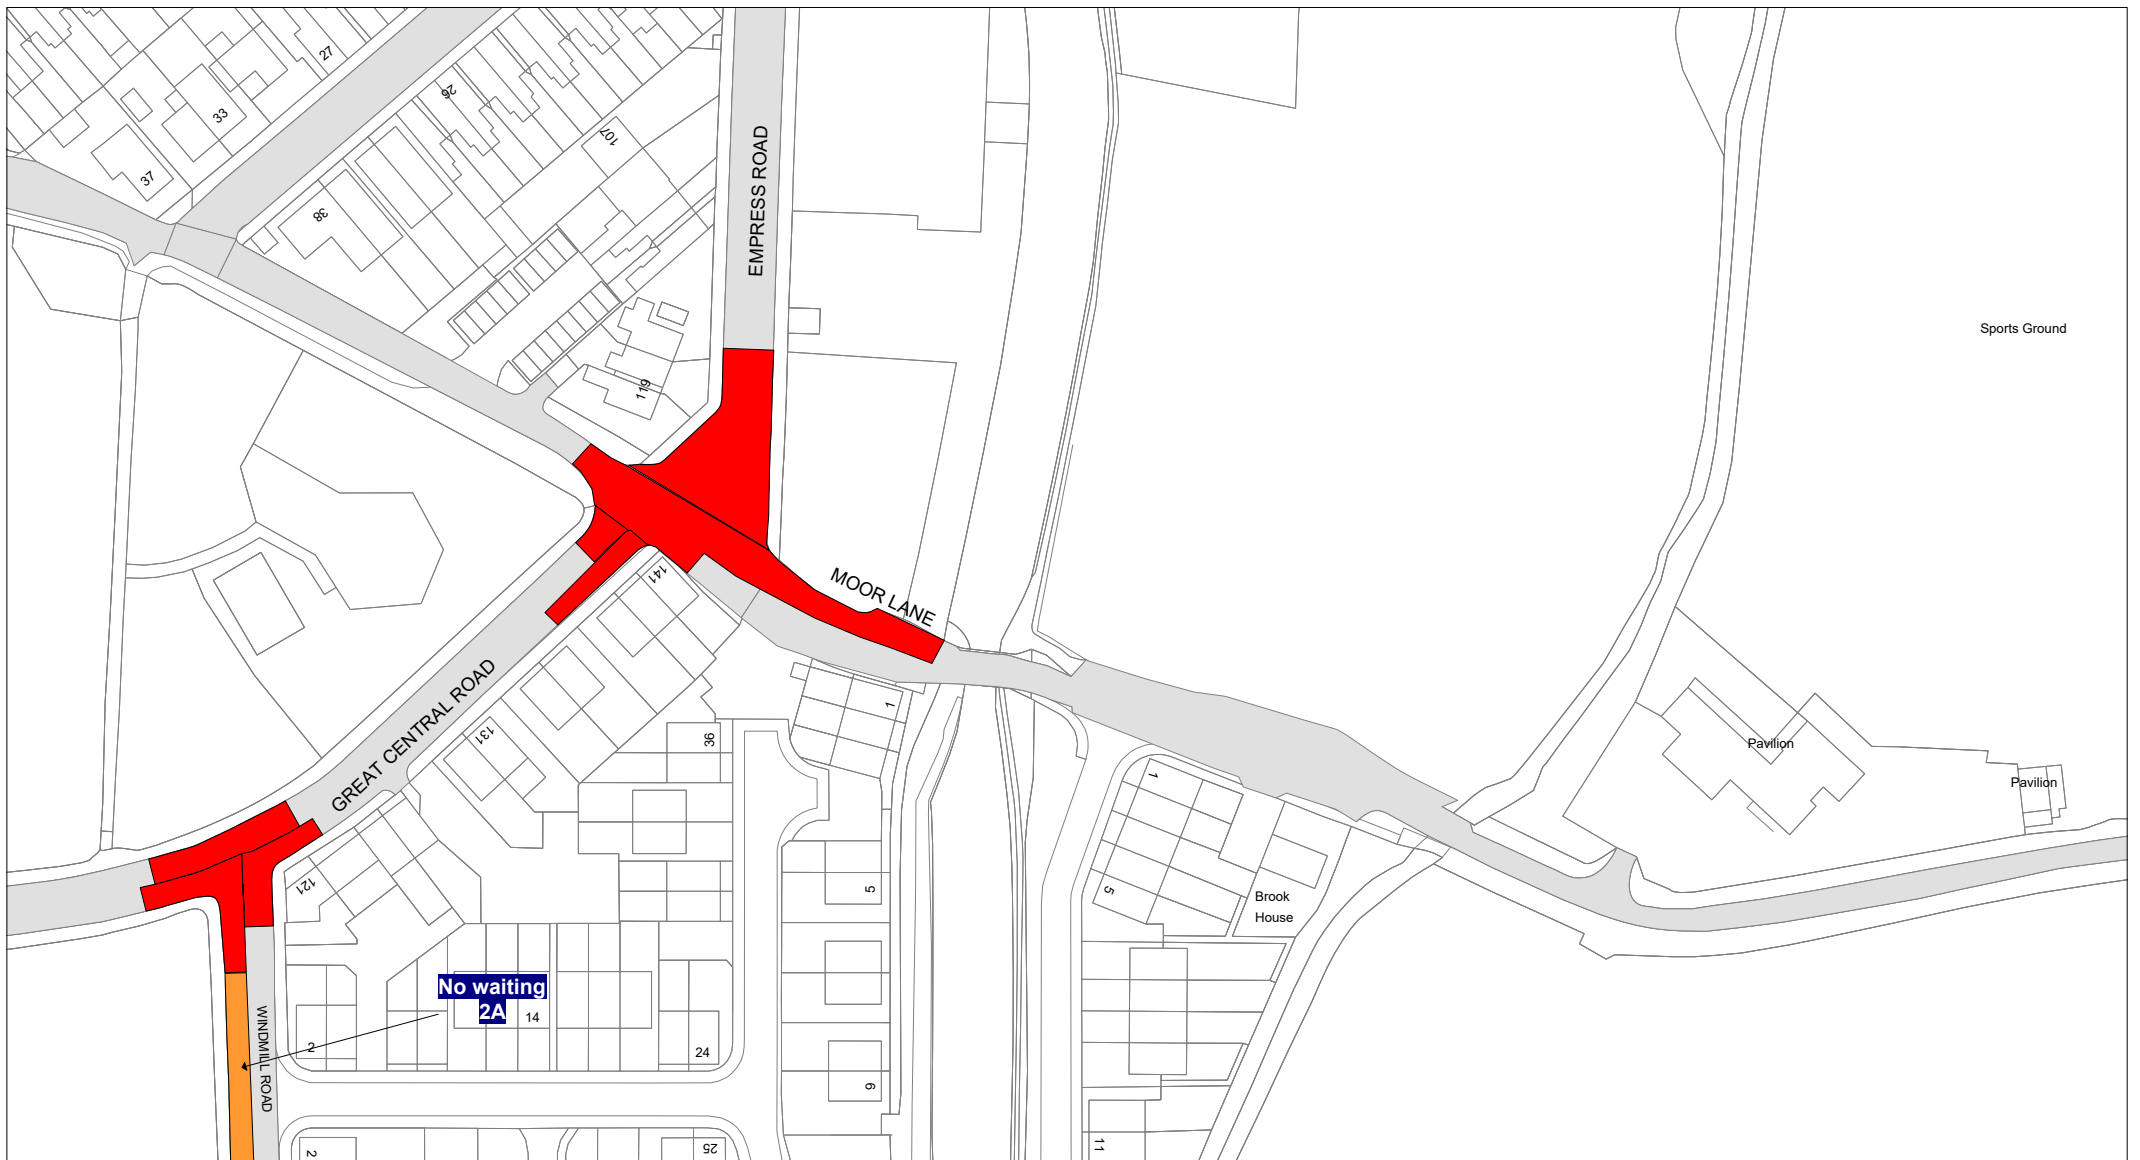 27
26
33
107
37
38
EMPRESS ROAD
Sports Ground
119
141
MOOR LANE
GREAT CENTRAL ROAD
131
36
1
1
Pavilion
Pavilion
121
5
5
Brook
House
No waiting
2A
14
2
24
WINDMILL ROAD
9
2
25
11